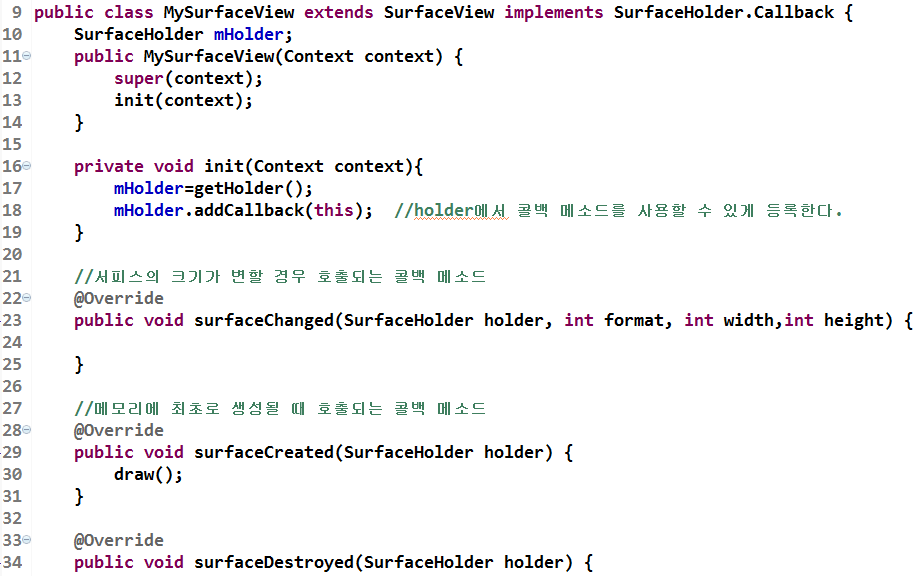 9 public class MySurfaceView extends SurfaceView implements SurfaceHolder.Callback {
10 SurfaceHolder mHolder;
11 public MySurfaceView(Context context) {
12 super(context);
13 init(context);
14 }
15
16 private void init(Context context){
17 mHolder=getHolder();
18 mHolder.addCallback(this); //holder에서 콜백 메소드를 사용할 수 있게 등록한다.
19 }
20
21 //서피스의 크기가 변할 경우 호출되는 콜백 메소드
22 @Override
23 public void surfaceChanged(SurfaceHolder holder, int format, int width,int height) {
24
25 }
26
27 //메모리에 최초로 생성될 때 호출되는 콜백 메소드
28 @Override
29 public void surfaceCreated(SurfaceHolder holder) {
30 draw();
31 }
32
33 @Override
34 public void surfaceDestroyed(SurfaceHolder holder) {